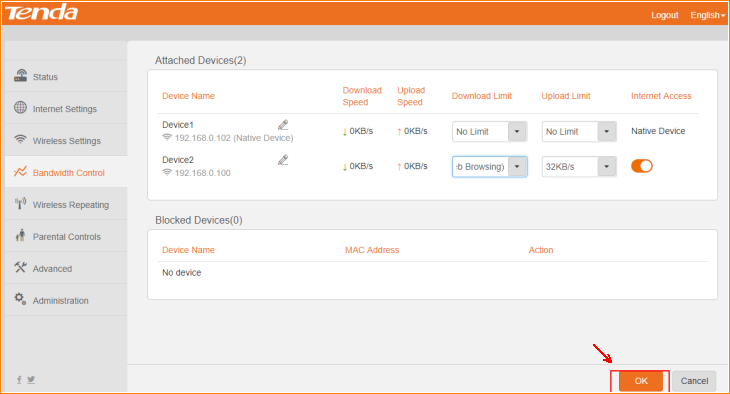 Tenda
Logout English
Attached Devices(2)
Status
Internet Settings
Wireless Settings
Bandwidth Control
Wireless Repeating
Parental Controls
Advanced
Administration
Device Name Download Speed Upload Speed Download Limit Upload Limit Internet Access
Device1
192.168.0.102 (Native Device)
↓ 0KB/s ↑ 0KB/s No Limit No Limit Native Device
Device2
192.168.0.100
↓ 0KB/s ↑ 0KB/s Browsing) 32KB/s
Blocked Devices(0)
Device Name MAC Address Action
No device
OK Cancel